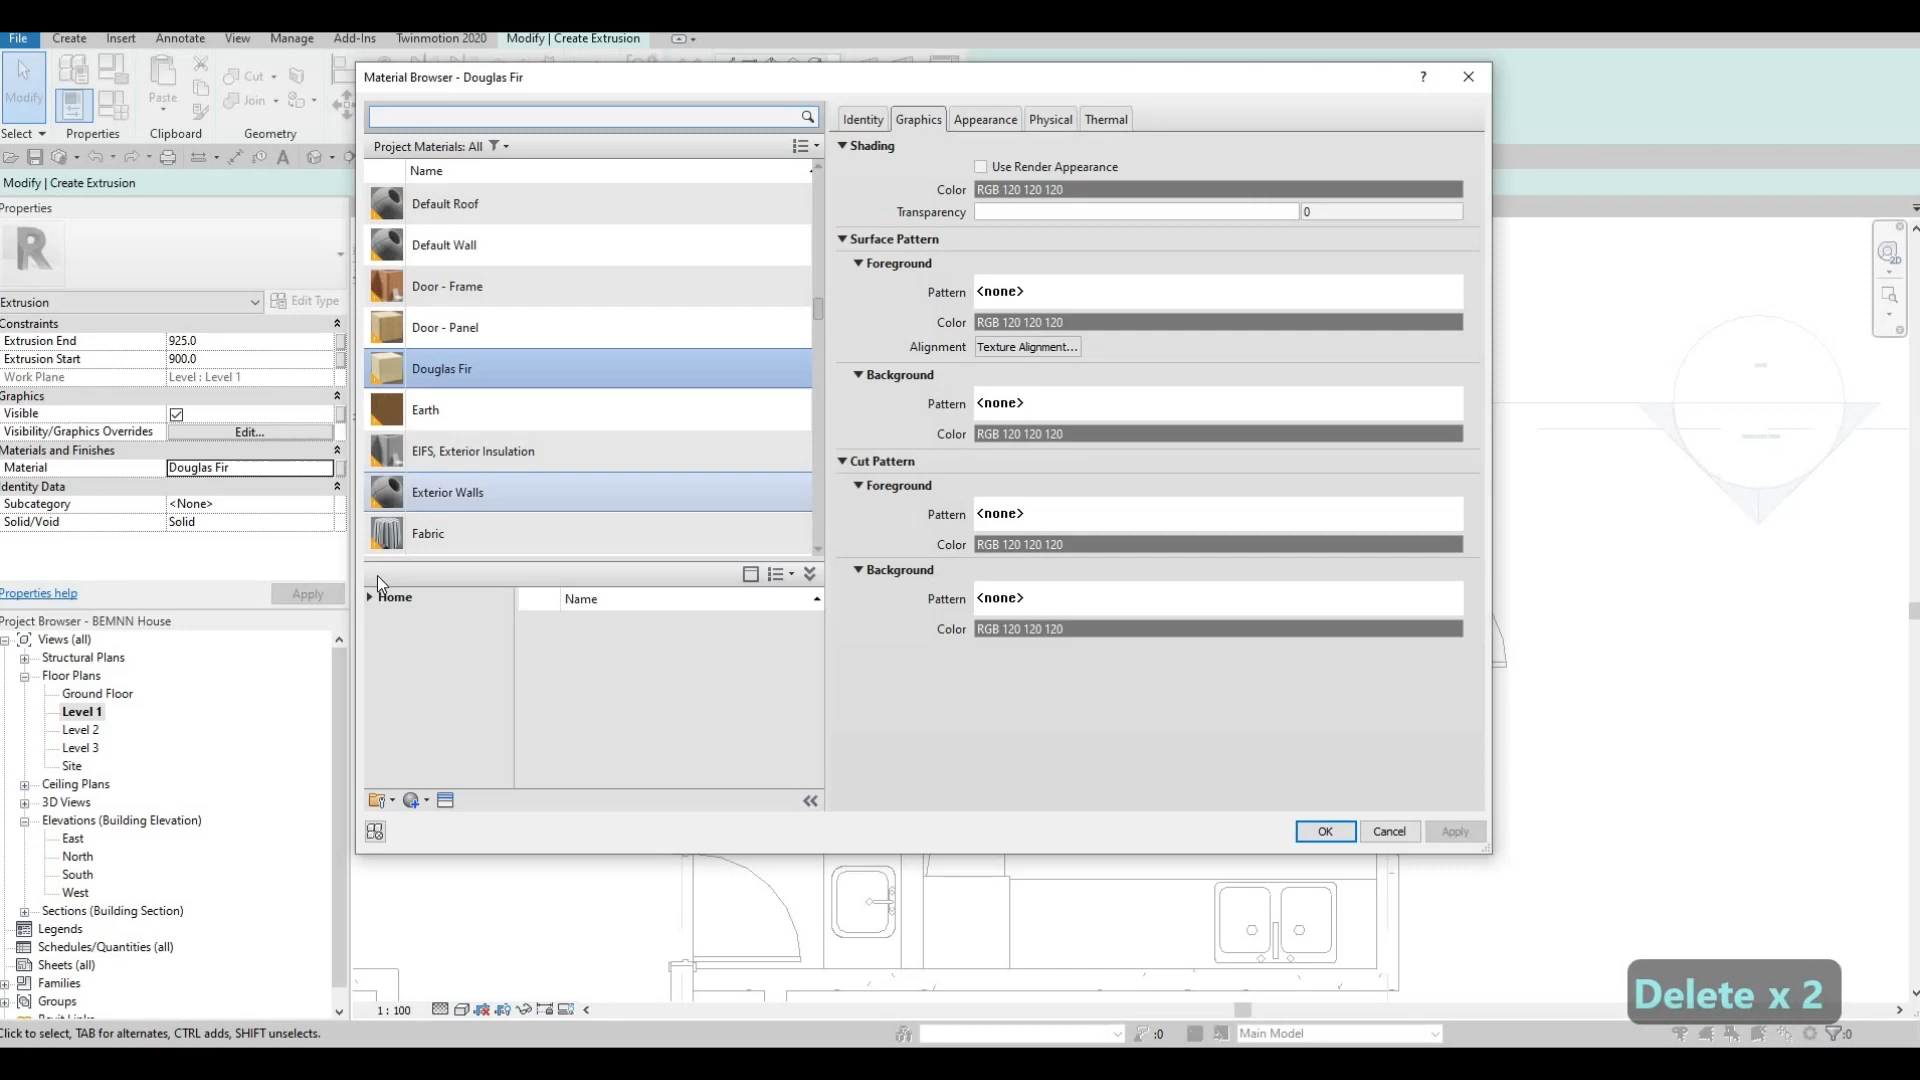 File Create Insert Annotate View Manage Add-Ins Twinmotion 2020 Modify | Create Extrusion
Modify
Paste
Cut
Join
Select Properties Clipboard Geometry
Modify | Create Extrusion
Properties
R
Extrusion Edit Type
Constraints
Extrusion End 925.0
Extrusion Start 900.0
Work Plane Level : Level 1
Graphics
Visible
Visibility/Graphics Overrides Edit...
Materials and Finishes
Material Douglas Fir
Identity Data
Subcategory <None>
Solid/Void Solid
Properties help Apply
Project Browser - BEMNN House
Views (all)
Structural Plans
Floor Plans
Ground Floor
Level 1
Level 2
Level 3
Site
Ceiling Plans
3D Views
Elevations (Building Elevation)
East
North
South
West
Sections (Building Section)
Legends
Schedules/Quantities (all)
Sheets (all)
Families
Groups
Material Browser - Douglas Fir
?
Project Materials: All
Name
Default Roof
Default Wall
Door - Frame
Door - Panel
Douglas Fir
Earth
EIFS, Exterior Insulation
Exterior Walls
Fabric
Home
Name
Identity Graphics Appearance Physical Thermal
Shading
Use Render Appearance
Color RGB 120 120 120
Transparency 0
Surface Pattern
Foreground
Pattern <none>
Color RGB 120 120 120
Alignment Texture Alignment...
Background
Pattern <none>
Color RGB 120 120 120
Cut Pattern
Foreground
Pattern <none>
Color RGB 120 120 120
Background
Pattern <none>
Color RGB 120 120 120
OK Cancel Apply
2D
1 : 100
Delete x 2
Click to select, TAB for alternates, CTRL adds, SHIFT unselects.
:0
Main Model
:0